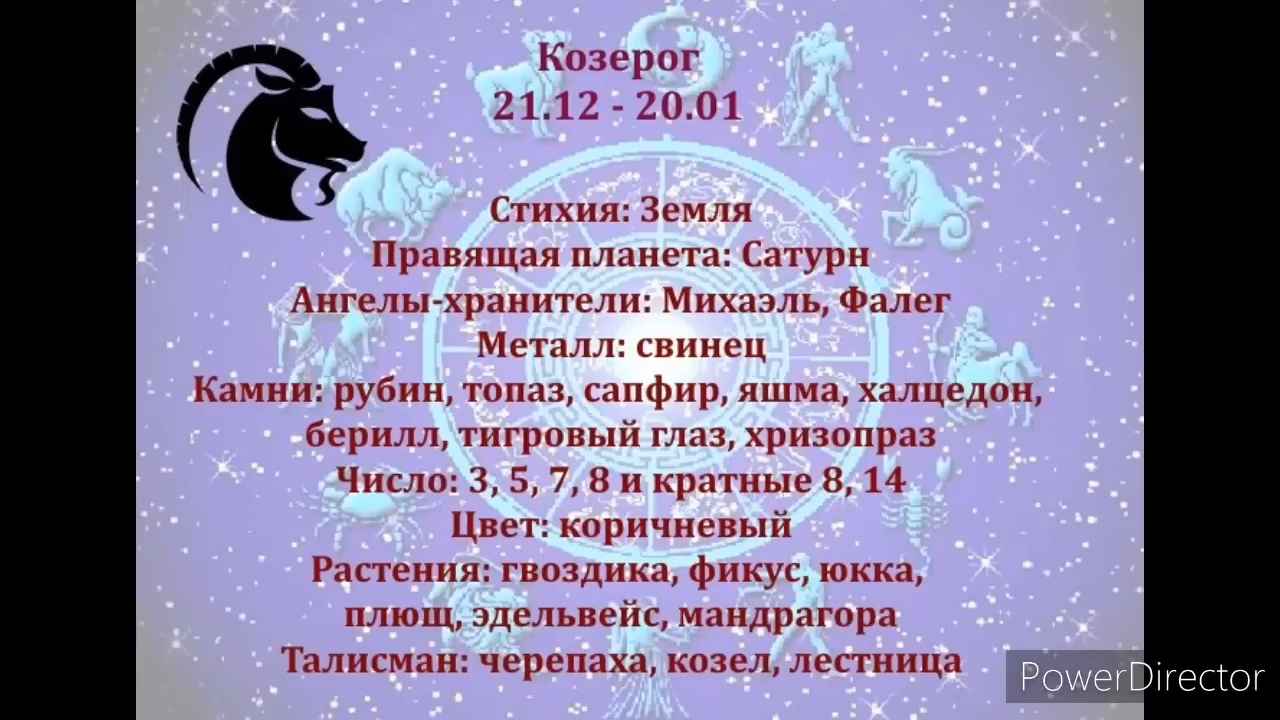 Козерог
21.12 - 20.01
Стихия: Земля
Правящая планета: Сатурн
Ангелы-хранители: Михаэль, Фалег
Металл: свинец
Камни: рубин, топаз, сапфир, яшма, халцедон,
берилл, тигровый глаз, хризопраз
Число: 3, 5, 7, 8 и кратные 8, 14
Цвет: коричневый
Растения: гвоздика, фикус, юкка,
плющ, эдельвейс, мандрагора
Талисман: черепаха, козел, лестница
PowerDirector